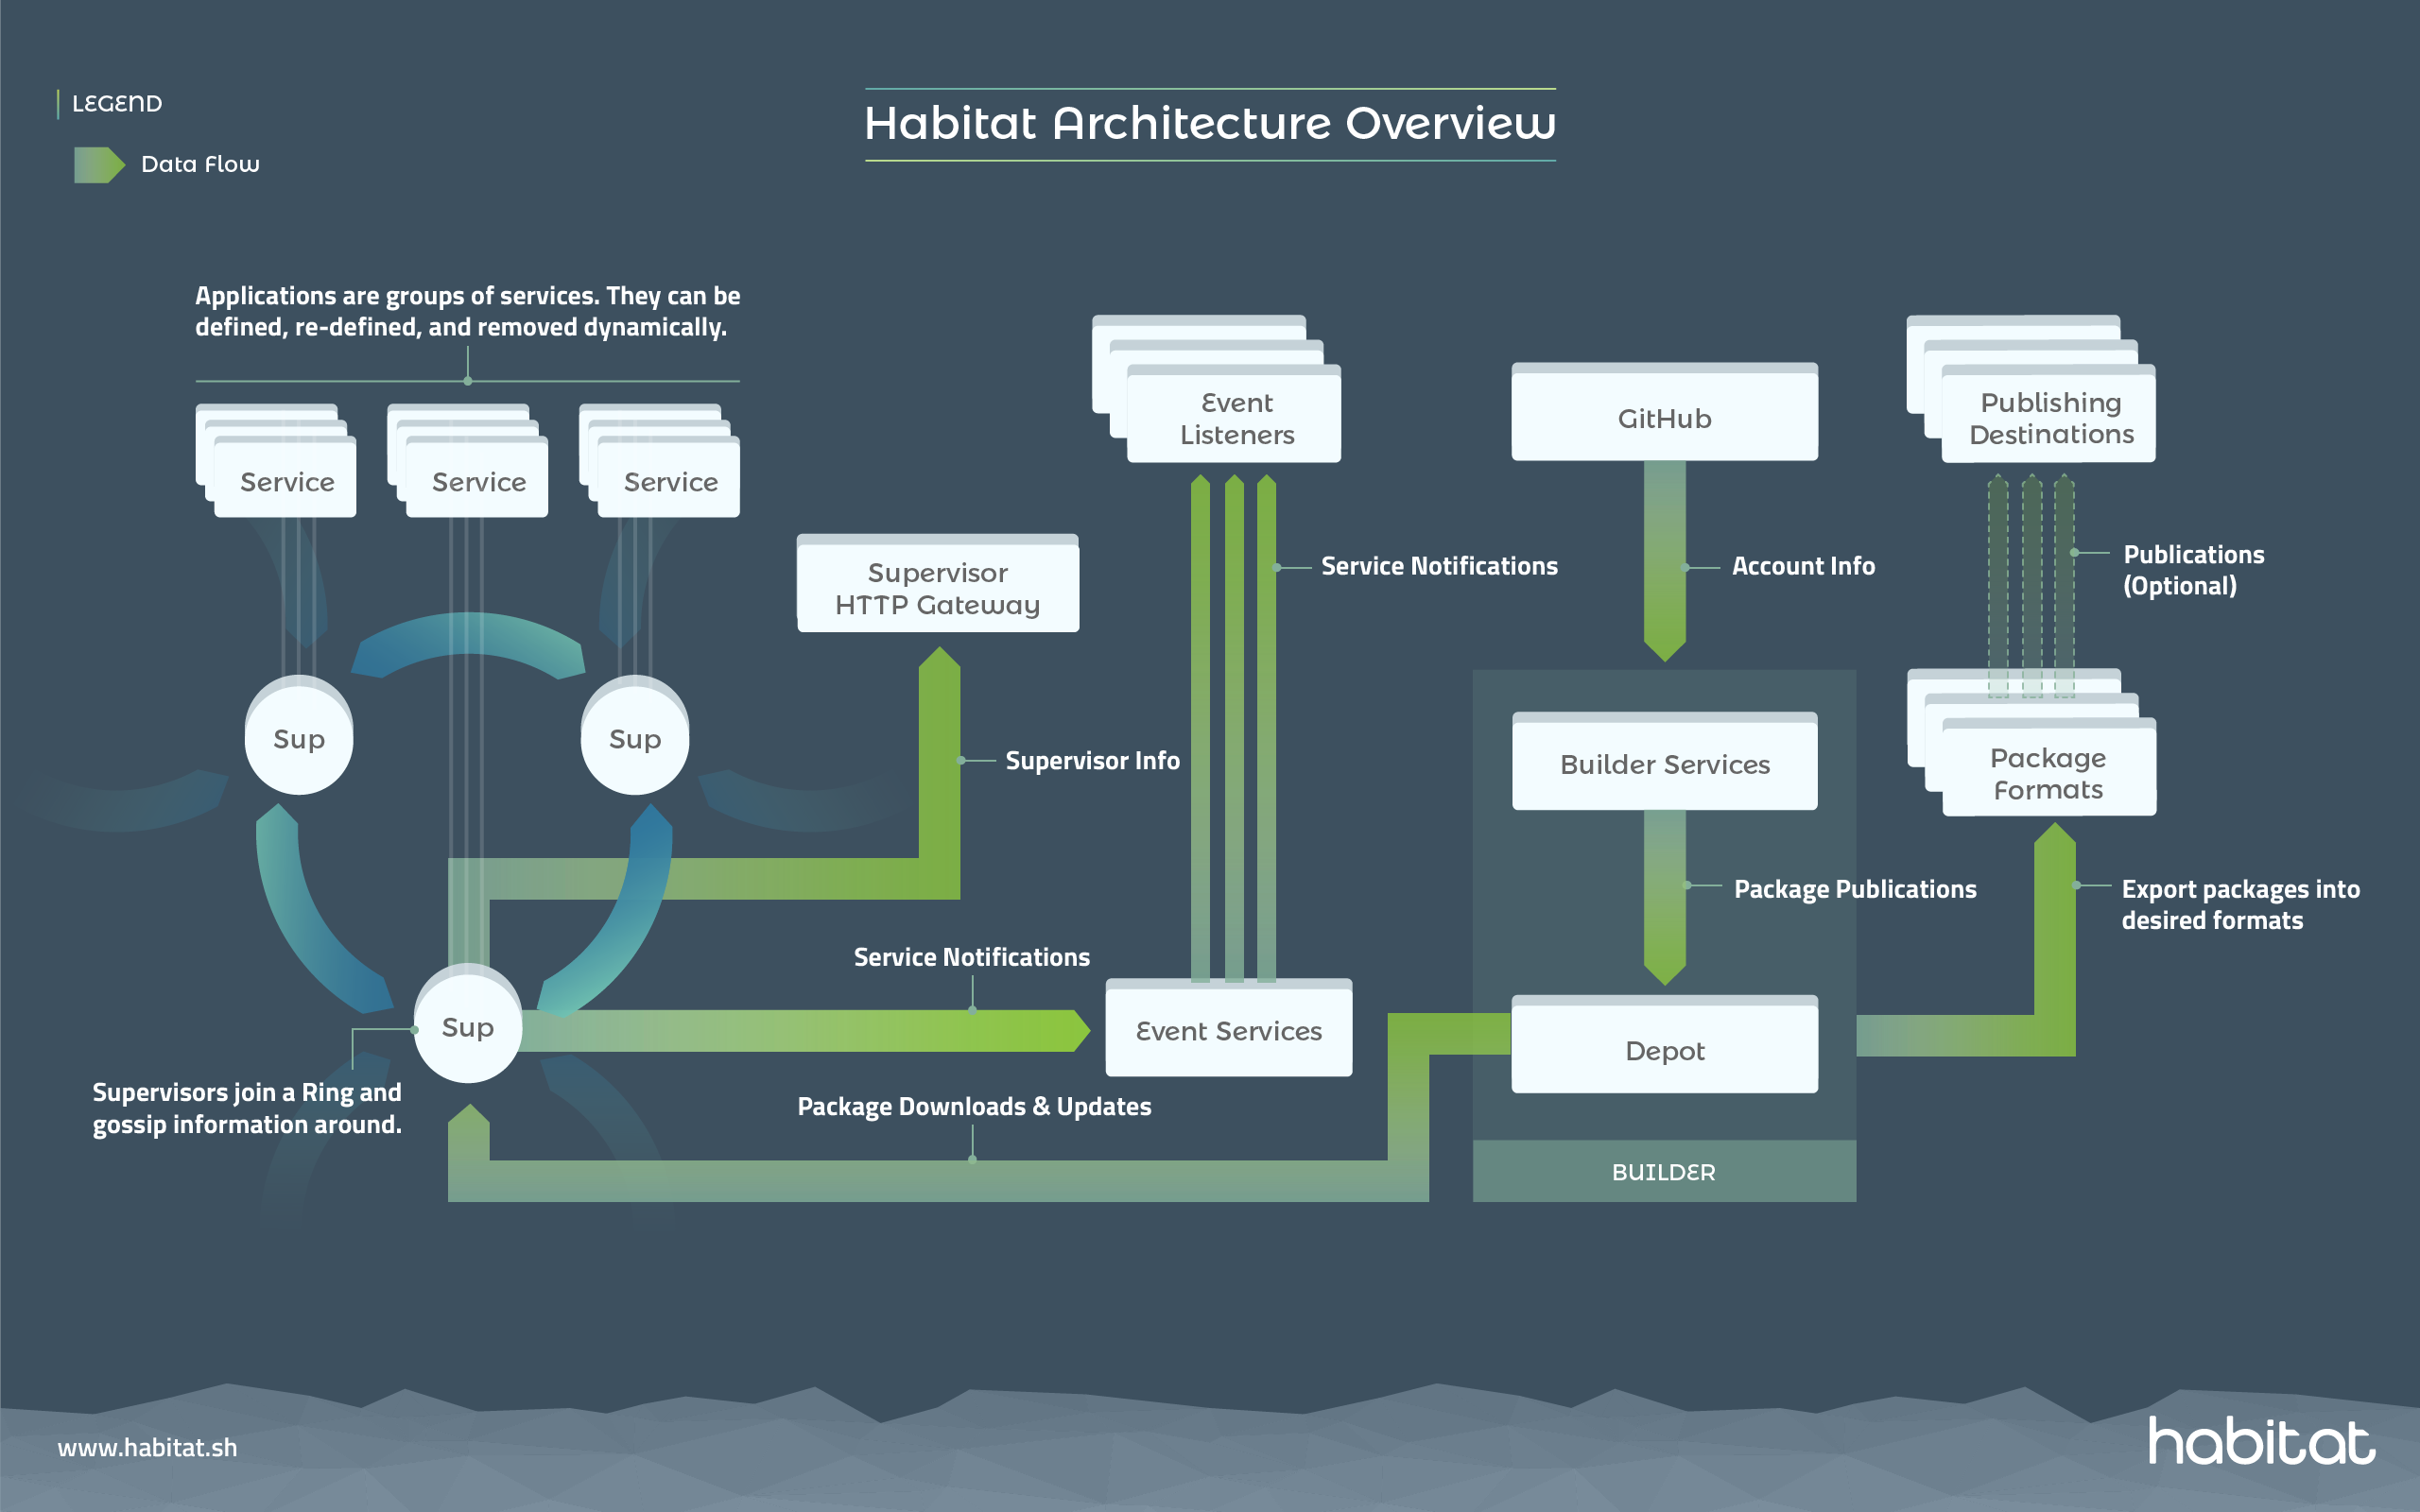 LEGEND
Data Flow
Habitat Architecture Overview
Applications are groups of services. They can be
defined, re-defined, and removed dynamically.
Service
Service
Service
Sup
Sup
Sup
Supervisors join a Ring and
gossip information around.
Supervisor
HTTP Gateway
Supervisor Info
Service Notifications
Package Downloads & Updates
Event
Listeners
Service Notifications
Event Services
GitHub
Account Info
Builder Services
Package Publications
Depot
BUILDER
Publishing
Destinations
Publications
(Optional)
Package
Formats
Export packages into
desired formats
www.habitat.sh
habitat